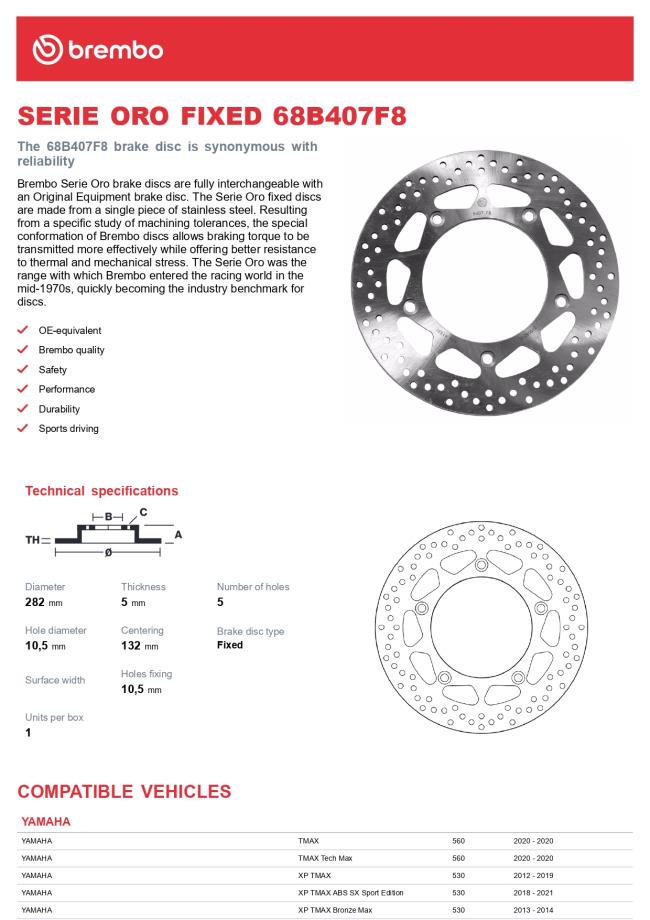 brembo
SERIE ORO FIXED 68B407F8
The 68B407F8 brake disc is synonymous with
reliability
Brembo Serie Oro brake discs are fully interchangeable with
an Original Equipment brake disc. The Serie Oro fixed discs
are made from a single piece of stainless steel. Resulting
from a specific study of machining tolerances, the special
conformation of Brembo discs allows braking torque to be
transmitted more effectively while offering better resistance
to thermal and mechanical stress. The Serie Oro was the
range with which Brembo entered the racing world in the
mid-1970s, quickly becoming the industry benchmark for
discs.
OE-equivalent
Brembo quality
Safety
Performance
Durability
Sports driving
Technical specifications
B
C
TH
A
Ø
Diameter Thickness Number of holes
282 mm 5 mm 5
Hole diameter Centering Brake disc type
10,5 mm 132 mm Fixed
Surface width Holes fixing
10,5 mm
Units per box
1
COMPATIBLE VEHICLES
YAMAHA
YAMAHA TMAX 560 2020 - 2020
YAMAHA TMAX Tech Max 560 2020 - 2020
YAMAHA XP TMAX 530 2012 - 2019
YAMAHA XP TMAX ABS SX Sport Edition 530 2018 - 2021
YAMAHA XP TMAX Bronze Max 530 2013 - 2014